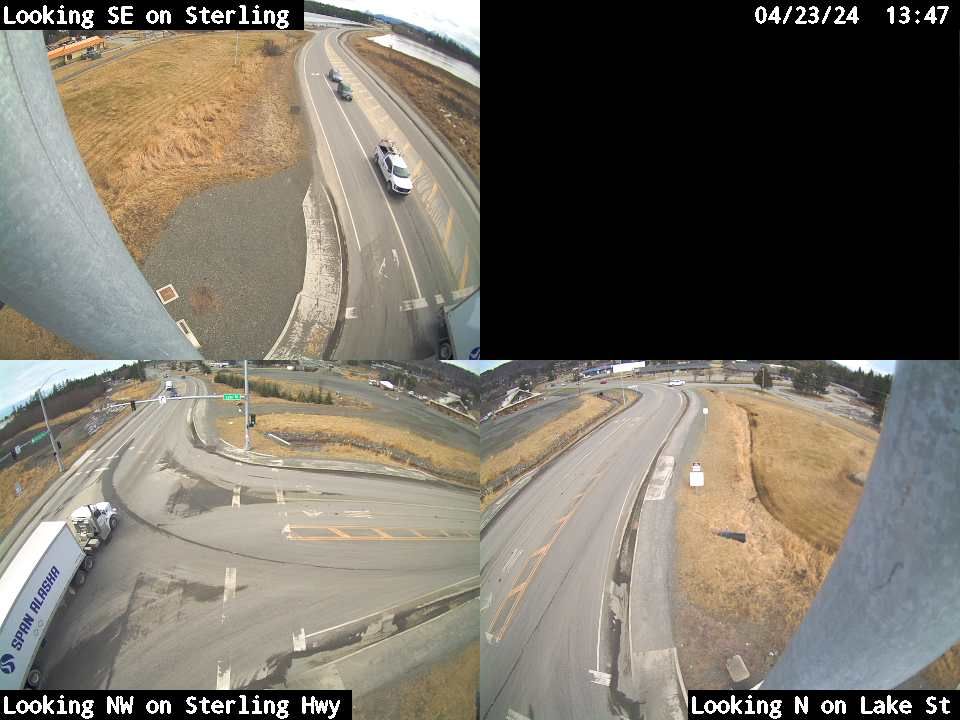 Looking SE on Sterling
04/23/24 13:47
SPAN ALASKA
Looking NW on Sterling Hwy
Looking N on Lake St